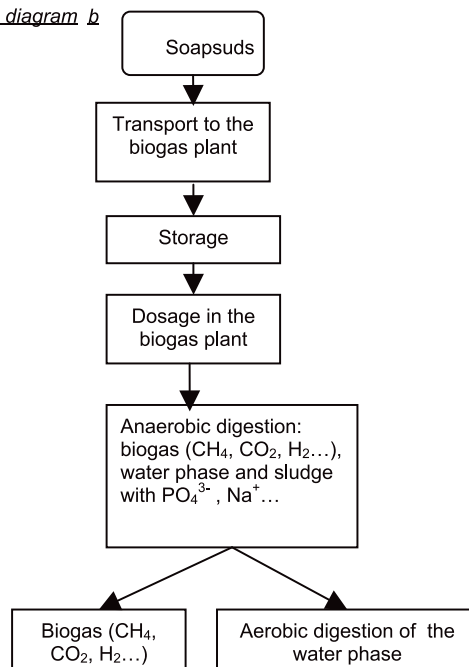 diagram b
Soapsuds
Transport to the
biogas plant
Storage
Dosage in the
biogas plant
Anaerobic digestion:
biogas (CH₄, CO₂, H₂…),
water phase and sludge
with PO₄³⁻ , Na⁺…
Biogas (CH₄,
CO₂, H₂…)
Aerobic digestion of the
water phase